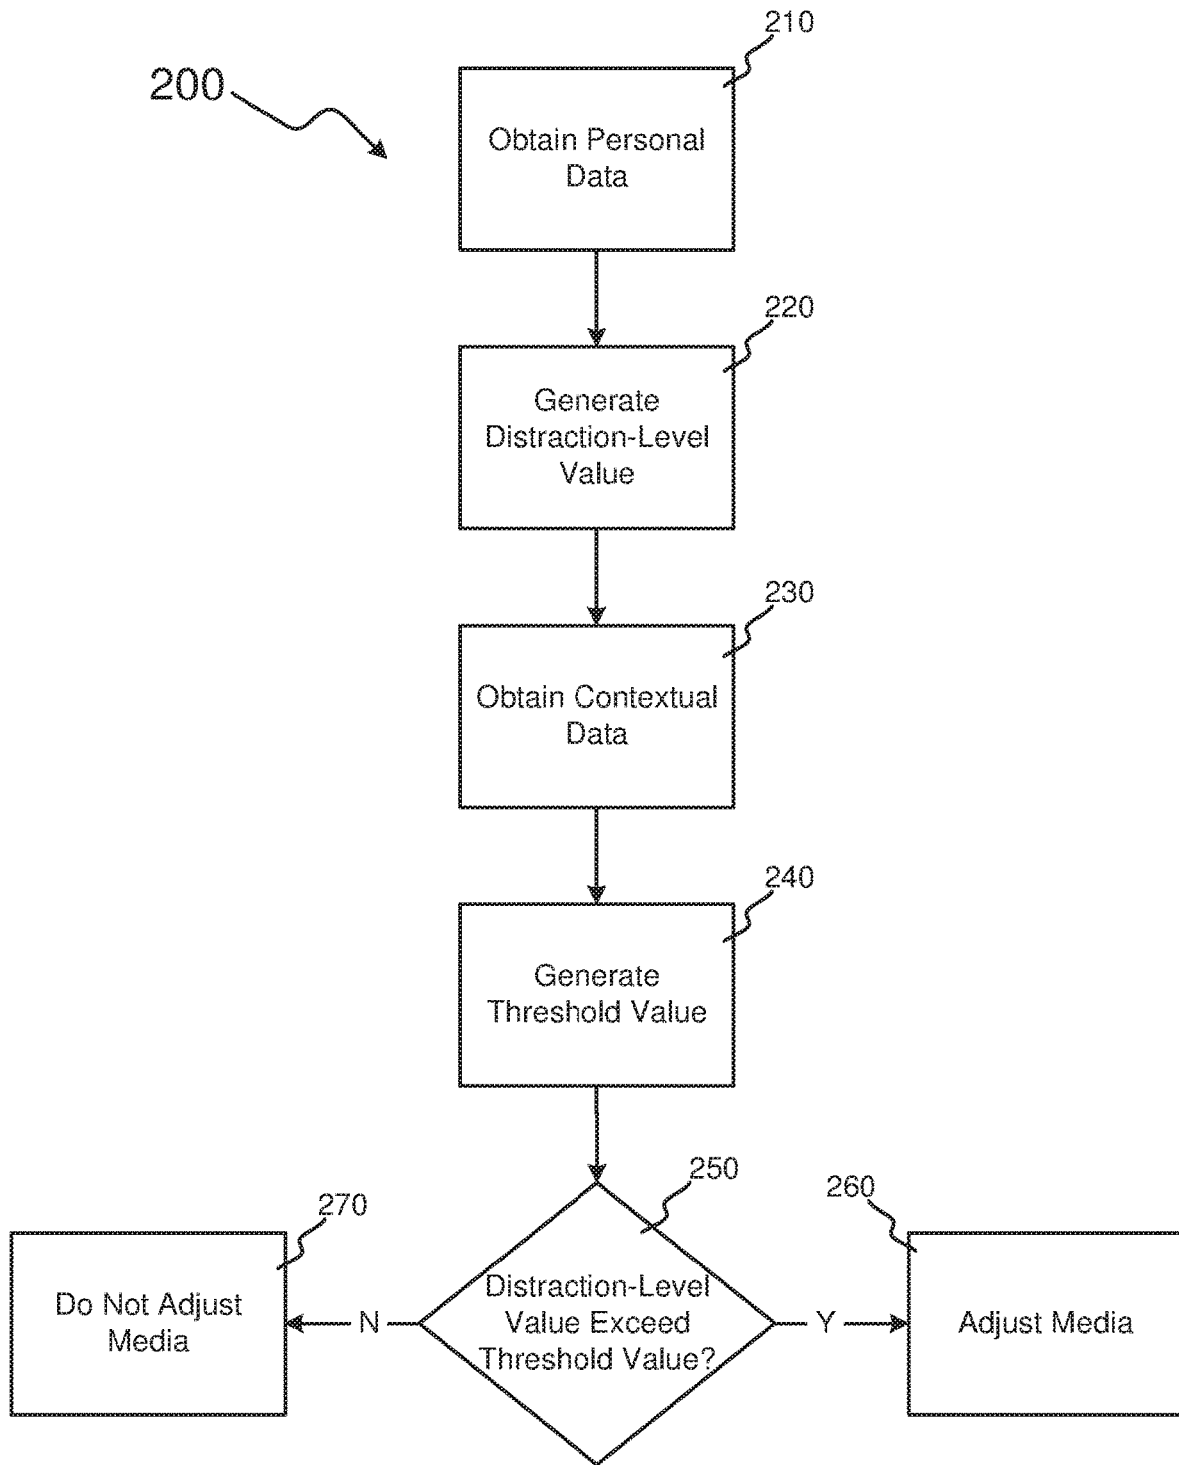 210
200
Obtain Personal
Data
220
Generate
Distraction-Level
Value
230
Obtain Contextual
Data
240
Generate
Threshold Value
250
260
270
Distraction-Level
Value Exceed
Threshold Value?
Do Not Adjust
Media
N
Y
Adjust Media